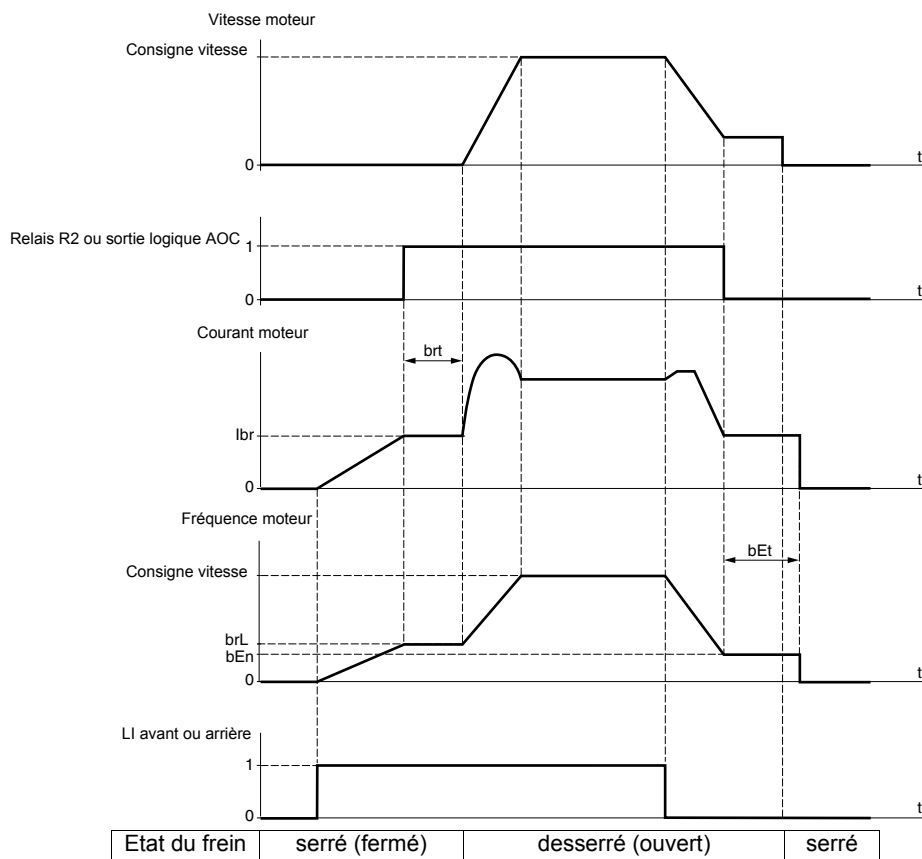 Vitesse moteur
Consigne vitesse
0
t
Relais R2 ou sortie logique AOC
1
0
t
Courant moteur
brt
Ibr
0
t
Fréquence moteur
bEt
Consigne vitesse
brL
bEn
0
t
LI avant ou arrière
1
0
t
Etat du frein serré (fermé) desserré (ouvert) serré